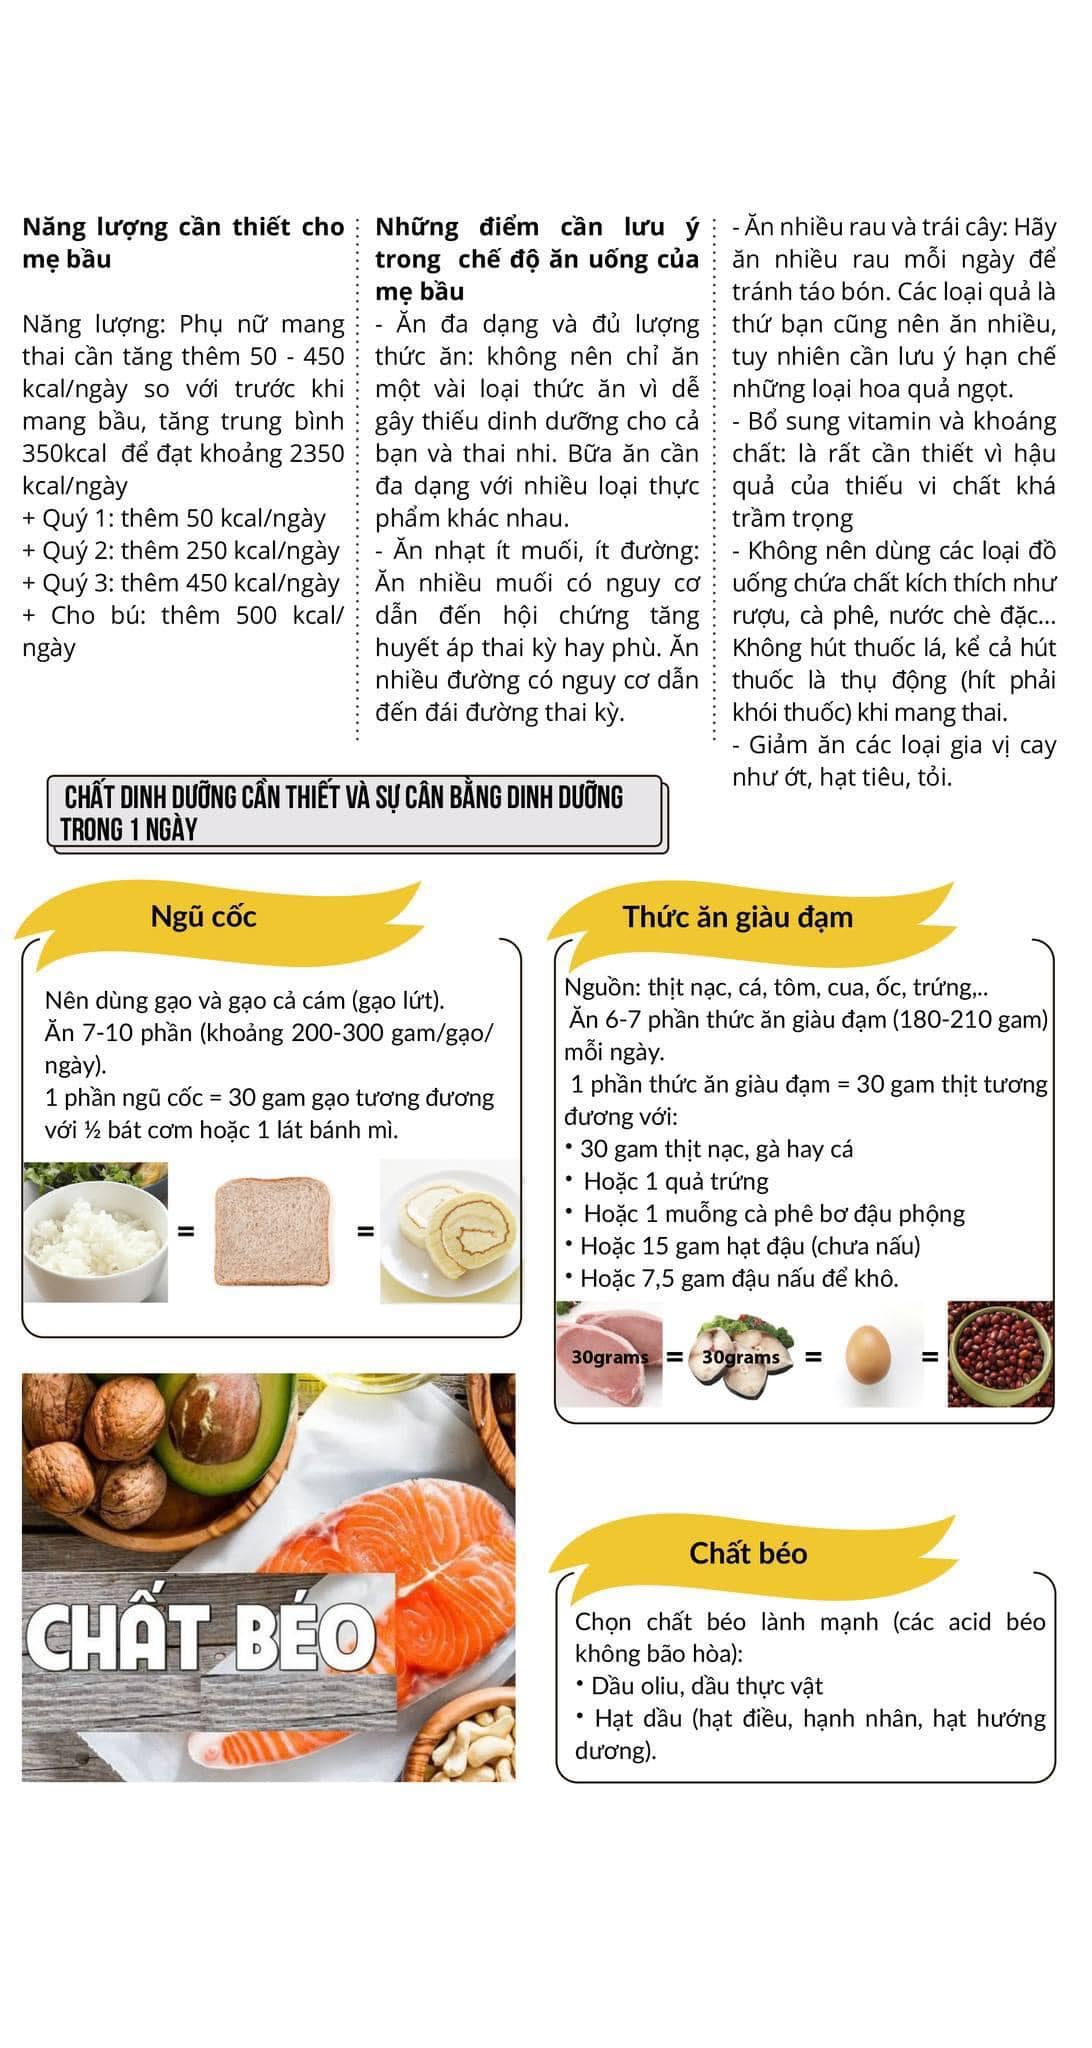 Năng lượng cần thiết cho
mẹ bầu
Năng lượng: Phụ nữ mang
thai cần tăng thêm 50 - 450
kcal/ngày so với trước khi
mang bầu, tăng trung bình
350kcal để đạt khoảng 2350
kcal/ngày
+ Quý 1: thêm 50 kcal/ngày
+ Quý 2: thêm 250 kcal/ngày
+ Quý 3: thêm 450 kcal/ngày
+ Cho bú: thêm 500 kcal/
ngày
Những điểm cần lưu ý
trong chế độ ăn uống của
mẹ bầu
- Ăn đa dạng và đủ lượng
thức ăn: không nên chỉ ăn
một vài loại thức ăn vì dễ
gây thiếu dinh dưỡng cho cả
bạn và thai nhi. Bữa ăn cần
đa dạng với nhiều loại thực
phẩm khác nhau.
- Ăn nhạt ít muối, ít đường:
Ăn nhiều muối có nguy cơ
dẫn đến hội chứng tăng
huyết áp thai kỳ hay phù. Ăn
nhiều đường có nguy cơ dẫn
đến đái đường thai kỳ.
- Ăn nhiều rau và trái cây: Hãy
ăn nhiều rau mỗi ngày để
tránh táo bón. Các loại quả là
thứ bạn cũng nên ăn nhiều,
tuy nhiên cần lưu ý hạn chế
những loại hoa quả ngọt.
- Bổ sung vitamin và khoáng
chất: là rất cần thiết vì hậu
quả của thiếu vi chất khá
trầm trọng
- Không nên dùng các loại đồ
uống chứa chất kích thích như
rượu, cà phê, nước chè đặc...
Không hút thuốc lá, kể cả hút
thuốc là thụ động (hít phải
khói thuốc) khi mang thai.
- Giảm ăn các loại gia vị cay
như ớt, hạt tiêu, tỏi.
CHẤT DINH DƯỠNG CẦN THIẾT VÀ SỰ CÂN BẰNG DINH DƯỠNG
TRONG 1 NGÀY
Ngũ cốc
Nên dùng gạo và gạo cả cám (gạo lứt).
Ăn 7-10 phần (khoảng 200-300 gam/gạo/
ngày).
1 phần ngũ cốc = 30 gam gạo tương đương
với ½ bát cơm hoặc 1 lát bánh mì.
= =
Thức ăn giàu đạm
Nguồn: thịt nạc, cá, tôm, cua, ốc, trứng,..
Ăn 6-7 phần thức ăn giàu đạm (180-210 gam)
mỗi ngày.
1 phần thức ăn giàu đạm = 30 gam thịt tương
đương với:
• 30 gam thịt nạc, gà hay cá
• Hoặc 1 quả trứng
• Hoặc 1 muỗng cà phê bơ đậu phộng
• Hoặc 15 gam hạt đậu (chưa nấu)
• Hoặc 7,5 gam đậu nấu để khô.
30grams = 30grams = =
CHẤT BÉO
Chất béo
Chọn chất béo lành mạnh (các acid béo
không bão hòa):
• Dầu oliu, dầu thực vật
• Hạt dầu (hạt điều, hạnh nhân, hạt hướng
dương).